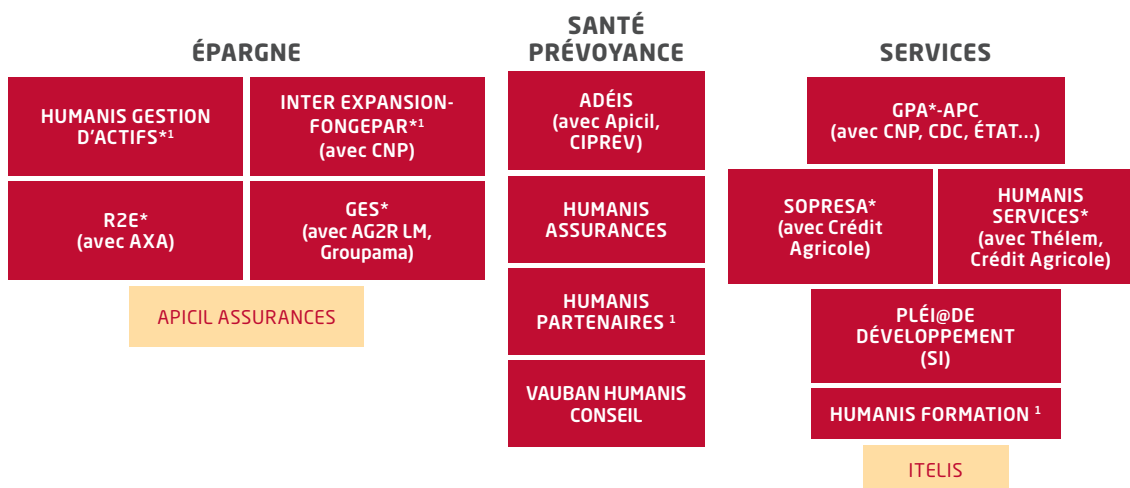 ÉPARGNE
HUMANIS GESTION
D'ACTIFS*¹
INTER EXPANSION-
FONGEPAR*¹
(avec CNP)
R2E*
(avec AXA)
GES*
(avec AG2R LM,
Groupama)
APICIL ASSURANCES
SANTÉ
PRÉVOYANCE
ADÉIS
(avec Apicil,
CIPREV)
HUMANIS
ASSURANCES
HUMANIS
PARTENAIRES ¹
VAUBAN HUMANIS
CONSEIL
SERVICES
GPA*-APC
(avec CNP, CDC, ÉTAT...)
SOPRESA*
(avec Crédit
Agricole)
HUMANIS
SERVICES*
(avec Thélem,
Crédit Agricole)
PLÉI@DE
DÉVELOPPEMENT
(SI)
HUMANIS FORMATION ¹
ITELIS